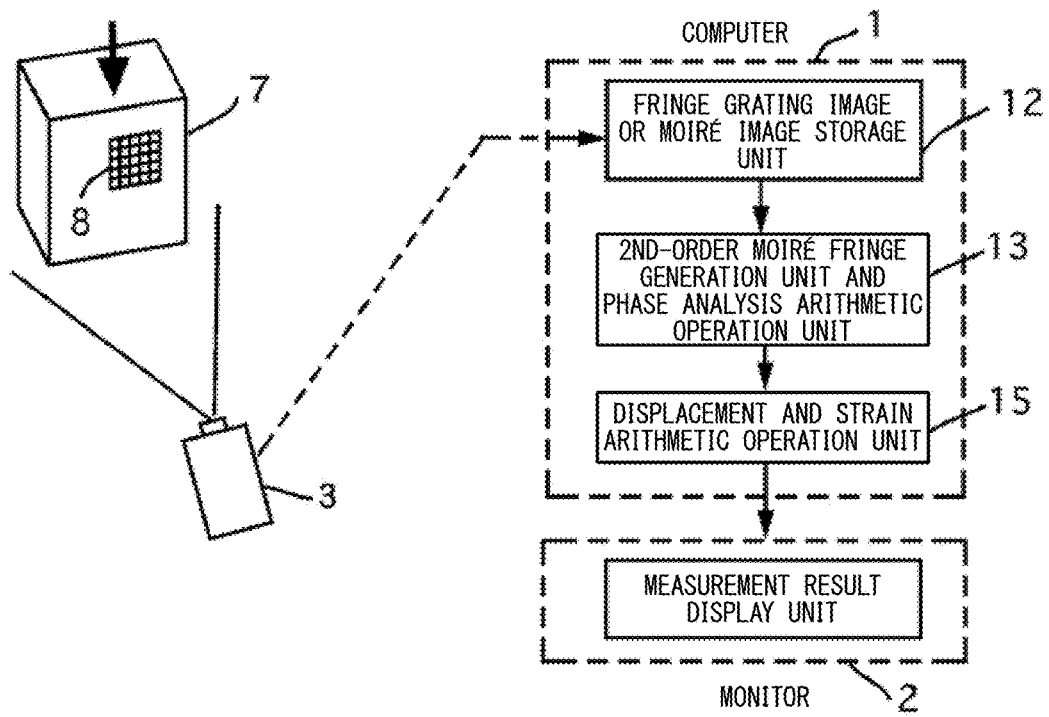 COMPUTER
1
7
8
FRINGE GRATING IMAGE
OR MOIRÉ IMAGE STORAGE
UNIT
12
2ND-ORDER MOIRÉ FRINGE
GENERATION UNIT AND
PHASE ANALYSIS ARITHMETIC
OPERATION UNIT
13
DISPLACEMENT AND STRAIN
ARITHMETIC OPERATION UNIT
15
3
MEASUREMENT RESULT
DISPLAY UNIT
MONITOR
2